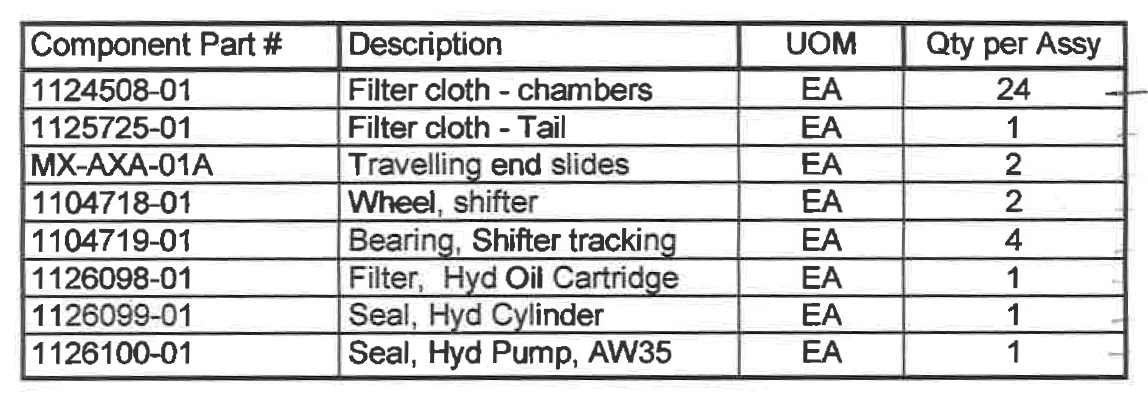 Component Part # Description UOM Qty per Assy
1124508-01 Filter cloth - chambers EA 24
1125725-01 Filter cloth - Tail EA 1
MX-AXA-01A Travelling end slides EA 2
1104718-01 Wheel, shifter EA 2
1104719-01 Bearing, Shifter tracking EA 4
1126098-01 Filter, Hyd Oil Cartridge EA 1
1126099-01 Seal, Hyd Cylinder EA 1
1126100-01 Seal, Hyd Pump, AW35 EA 1